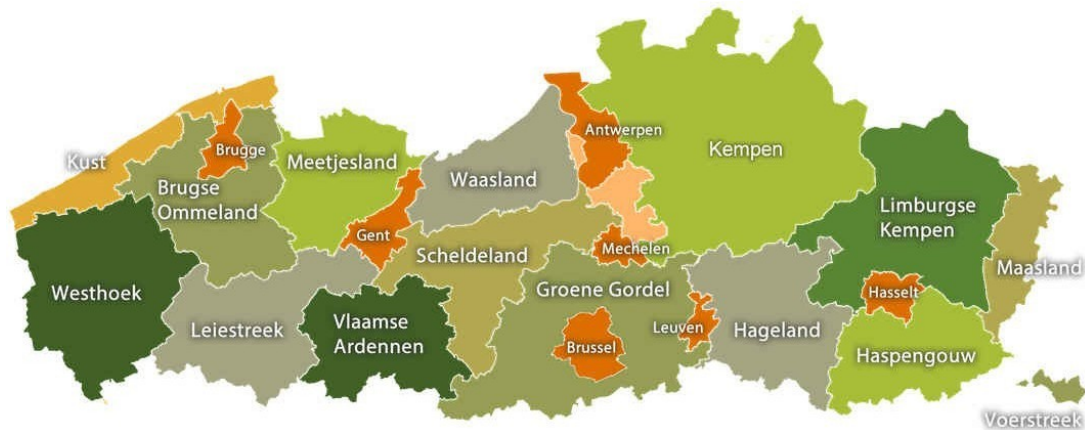 Kust
Brugge
Brugse
Ommeland
Meetjesland
Gent
Waasland
Antwerpen
Kempen
Limburgse
Kempen
Maasland
Westhoek
Leiestreek
Vlaamse
Ardennen
Scheldeland
Mechelen
Groene Gordel
Brussel
Leuven
Hageland
Hasselt
Haspengouw
Voerstreek